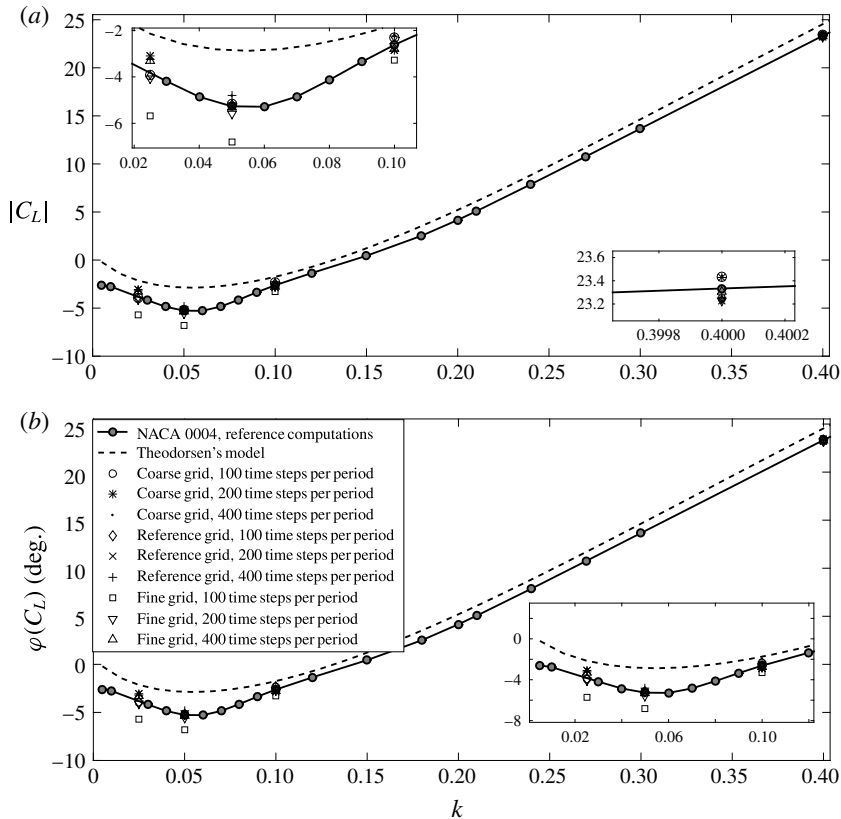 (a)
25
20
15
10
5
0
−5
−10
|C_L|
−2
−4
−6
0.02 0.04 0.06 0.08 0.10
23.6
23.4
23.2
0.3998 0.4000 0.4002
0 0.05 0.10 0.15 0.20 0.25 0.30 0.35 0.40
(b)
25
20
15
10
5
0
−5
−10
φ(C_L) (deg.)
NACA 0004, reference computations
Theodorsen's model
Coarse grid, 100 time steps per period
Coarse grid, 200 time steps per period
Coarse grid, 400 time steps per period
Reference grid, 100 time steps per period
Reference grid, 200 time steps per period
Reference grid, 400 time steps per period
Fine grid, 100 time steps per period
Fine grid, 200 time steps per period
Fine grid, 400 time steps per period
0
−4
−8
0.02 0.06 0.10
0 0.05 0.10 0.15 0.20 0.25 0.30 0.35 0.40
k